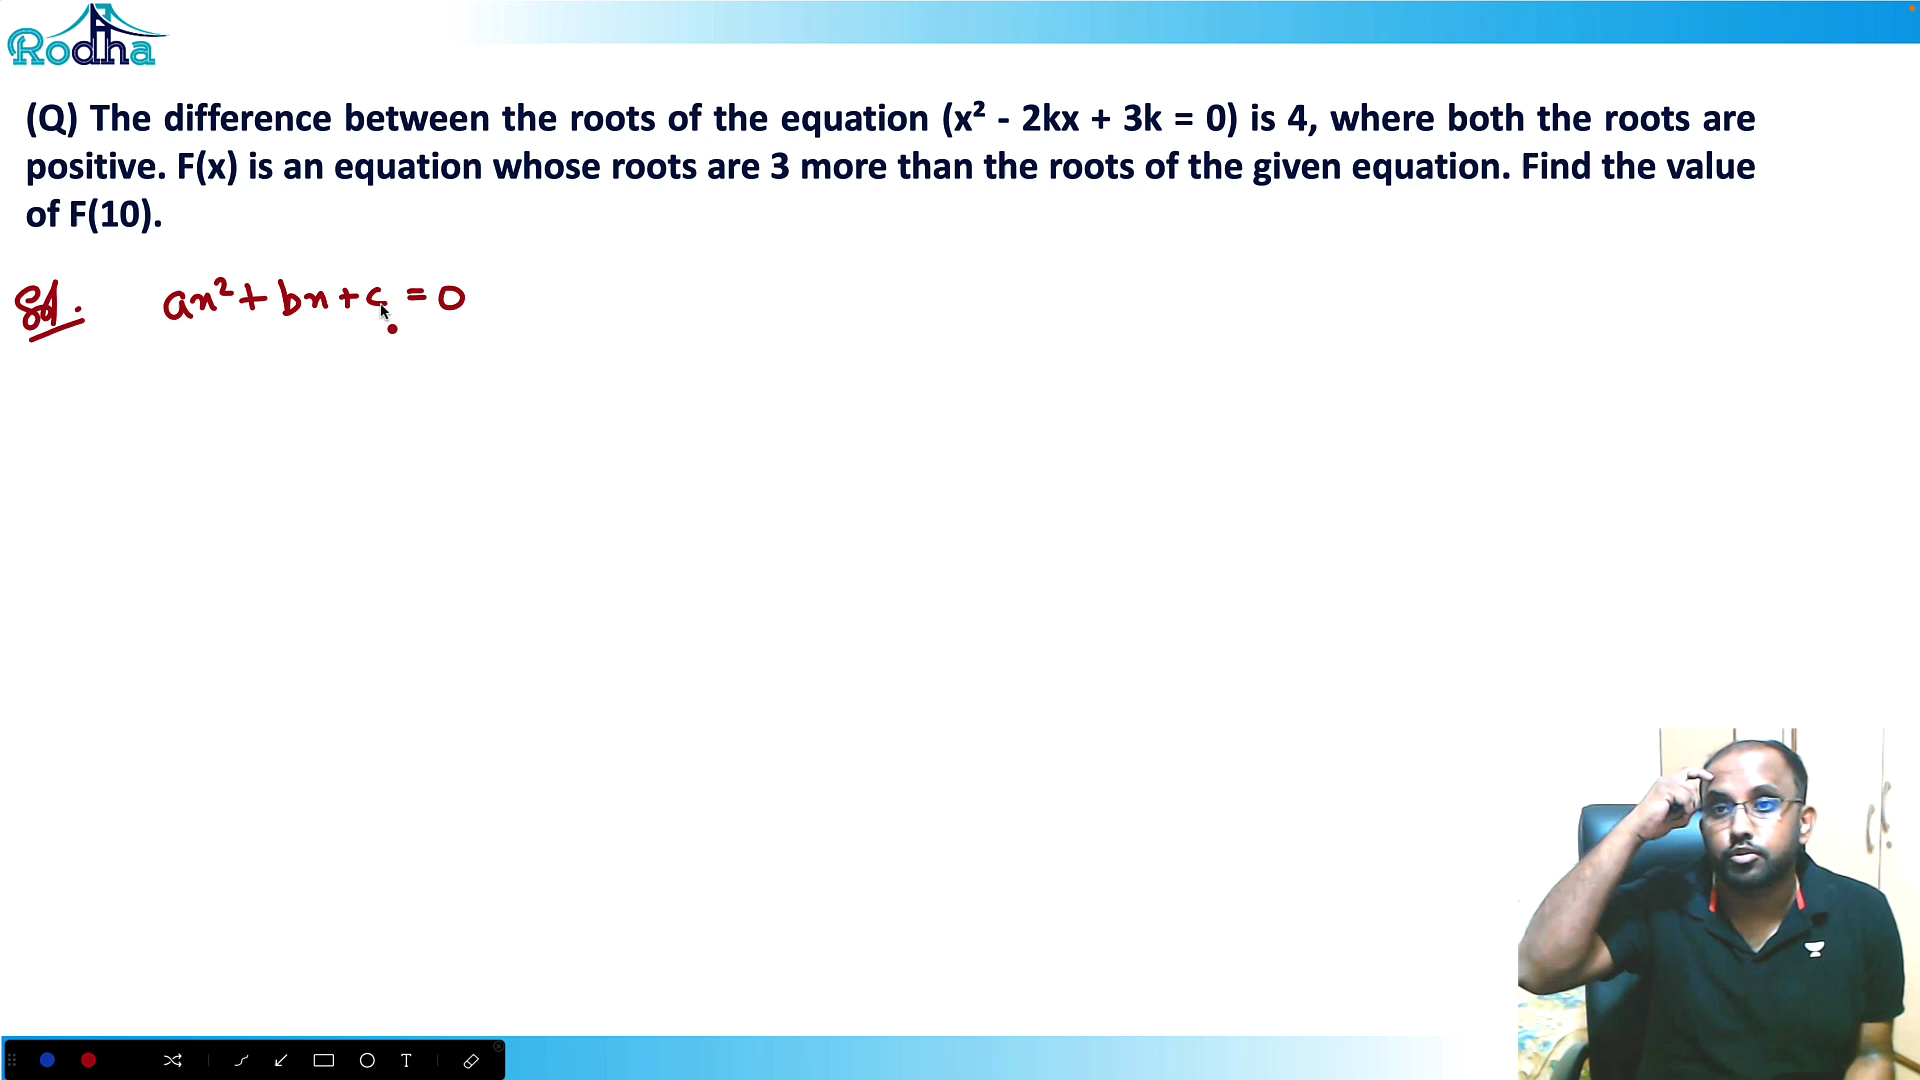 Rodha
(Q) The difference between the roots of the equation (x² - 2kx + 3k = 0) is 4, where both the roots are
positive. F(x) is an equation whose roots are 3 more than the roots of the given equation. Find the value
of F(10).
Sol. ax² + bx + c = 0
T